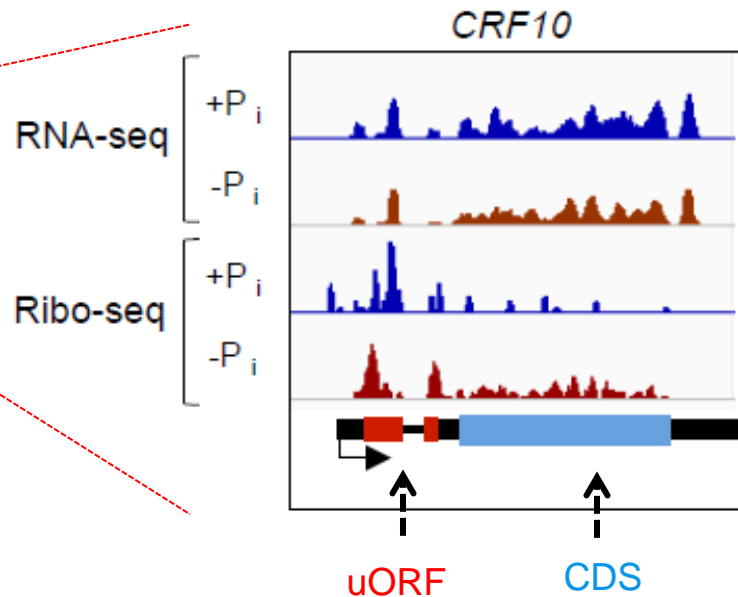 CRF10
RNA-seq
+P i
-P i
Ribo-seq
+P i
-P i
uORF
CDS